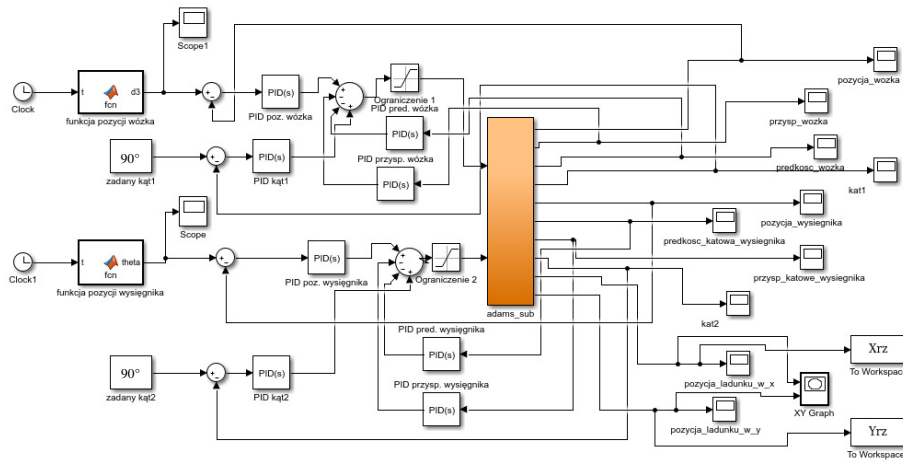 Scope1
Clock
t
fcn
d3
funkcja pozycji wózka
PID(s)
PID poz. wózka
Ograniczenie 1
PID pred. wózka
PID(s)
PID przysp. wózka
PID(s)
90°
zadany kąt1
PID(s)
PID kąt1
pozycja_wozka
przysp_wozka
predkosc_wozka
kat1
Scope
Clock1
t
fcn
theta
funkcja pozycji wysięgnika
PID(s)
PID poz. wysięgnika
Ograniczenie 2
adams_sub
pozycja_wysiegnika
predkosc_katowa_wysiegnika
przysp_katowe_wysiegnika
kat2
PID pred. wysięgnika
PID(s)
PID przysp. wysięgnika
PID(s)
90°
zadany kąt2
PID(s)
PID kąt2
pozycja_ladunku_w_x
pozycja_ladunku_w_y
XY Graph
Xrz
To Workspace
Yrz
To Workspace